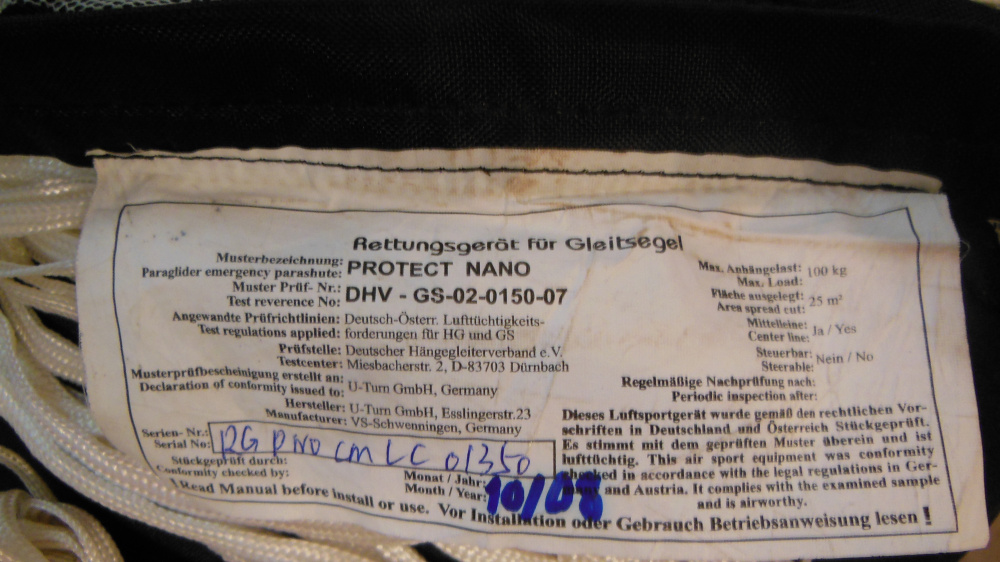 Rettungsgerät für Gleitsegel
Musterbezeichnung:
Paraglider emergency parashute: PROTECT NANO
Muster Prüf- Nr.:
Test reverence No: DHV - GS-02-0150-07
Angewandte Prüfrichtlinien: Deutsch-Österr. Lufttüchtigkeits-
Test regulations applied: forderungen für HG und GS
Prüfstelle: Deutscher Hängegleiterverband e.V.
Testcenter: Miesbacherstr. 2, D-83703 Dürnbach
Musterprüfbescheinigung erstellt an:
Declaration of conformity issued to: U-Turn GmbH, Germany
Hersteller: U-Turn GmbH, Esslingerstr.23
Manufacturer: VS-Schwenningen, Germany
Serien- Nr.:
Serial No: RG PNO CM LC 01350
Stückgeprüft durch:
Conformity checked by:
Monat / Jahr:
Month / Year: 10/08
Max. Anhängelast: 100 kg
Max. Load:
Fläche ausgelegt: 25 m²
Area spread out:
Mittelleine: Ja / Yes
Center line:
Steuerbar: Nein / No
Steerable:
Regelmäßige Nachprüfung nach:
Periodic inspection after:
Dieses Luftsportgerät wurde gemäß den rechtlichen Vor-
schriften in Deutschland und Österreich Stückgeprüft.
Es stimmt mit dem geprüften Muster überein und ist
lufttüchtig. This air sport equipment was conformity
checked in accordance with the legal regulations in Ger-
many and Austria. It complies with the examined sample
and is airworthy.
! Read Manual before install or use. Vor Installation oder Gebrauch Betriebsanweisung lesen !